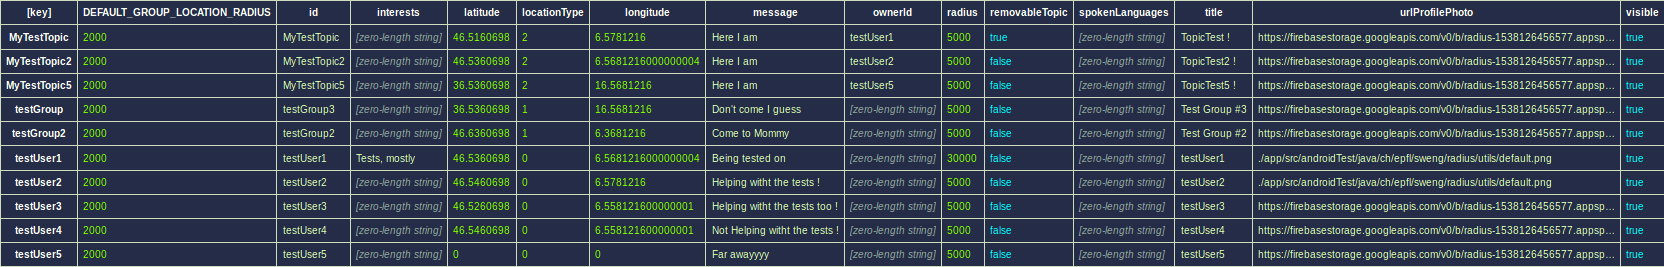 [key] DEFAULT_GROUP_LOCATION_RADIUS id interests latitude locationType longitude message ownerId radius removableTopic spokenLanguages title urlProfilePhoto visible
MyTestTopic 2000 MyTestTopic [zero-length string] 46.5160698 2 6.5781216 Here I am testUser1 5000 true [zero-length string] TopicTest ! https://firebasestorage.googleapis.com/v0/b/radius-1538126456577.appsp... true
MyTestTopic2 2000 MyTestTopic2 [zero-length string] 46.5360698 2 6.5681216000000004 Here I am testUser2 5000 false [zero-length string] TopicTest2 ! https://firebasestorage.googleapis.com/v0/b/radius-1538126456577.appsp... true
MyTestTopic5 2000 MyTestTopic5 [zero-length string] 36.5360698 2 16.5681216 Here I am testUser5 5000 false [zero-length string] TopicTest5 ! https://firebasestorage.googleapis.com/v0/b/radius-1538126456577.appsp... true
testGroup 2000 testGroup3 [zero-length string] 36.5360698 1 16.5681216 Don't come I guess [zero-length string] 5000 false [zero-length string] Test Group #3 https://firebasestorage.googleapis.com/v0/b/radius-1538126456577.appsp... true
testGroup2 2000 testGroup2 [zero-length string] 46.6360698 1 6.3681216 Come to Mommy [zero-length string] 5000 false [zero-length string] Test Group #2 https://firebasestorage.googleapis.com/v0/b/radius-1538126456577.appsp... true
testUser1 2000 testUser1 Tests, mostly 46.5360698 0 6.5681216000000004 Being tested on [zero-length string] 30000 false [zero-length string] testUser1 ./app/src/androidTest/java/ch/epfl/sweng/radius/utils/default.png true
testUser2 2000 testUser2 [zero-length string] 46.5460698 0 6.5781216 Helping witht the tests ! [zero-length string] 5000 false [zero-length string] testUser2 ./app/src/androidTest/java/ch/epfl/sweng/radius/utils/default.png true
testUser3 2000 testUser3 [zero-length string] 46.5260698 0 6.558121600000001 Helping witht the tests too ! [zero-length string] 5000 false [zero-length string] testUser3 https://firebasestorage.googleapis.com/v0/b/radius-1538126456577.appsp... true
testUser4 2000 testUser4 [zero-length string] 46.5460698 0 6.558121600000001 Not Helping witht the tests ! [zero-length string] 5000 false [zero-length string] testUser4 https://firebasestorage.googleapis.com/v0/b/radius-1538126456577.appsp... true
testUser5 2000 testUser5 [zero-length string] 0 0 0 Far awayyyy [zero-length string] 5000 false [zero-length string] testUser5 https://firebasestorage.googleapis.com/v0/b/radius-1538126456577.appsp... true